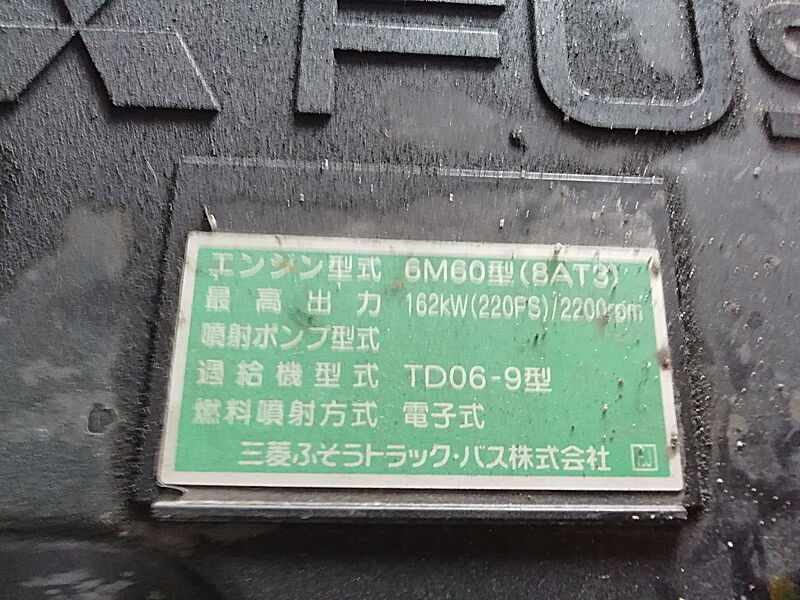 FUS
エンジン型式 6M60型(8AT3)
最高出力 162kW(220PS)/2200rpm
噴射ポンプ型式
過給機型式 TD06-9型
燃料噴射方式 電子式
三菱ふそうトラック・バス株式会社